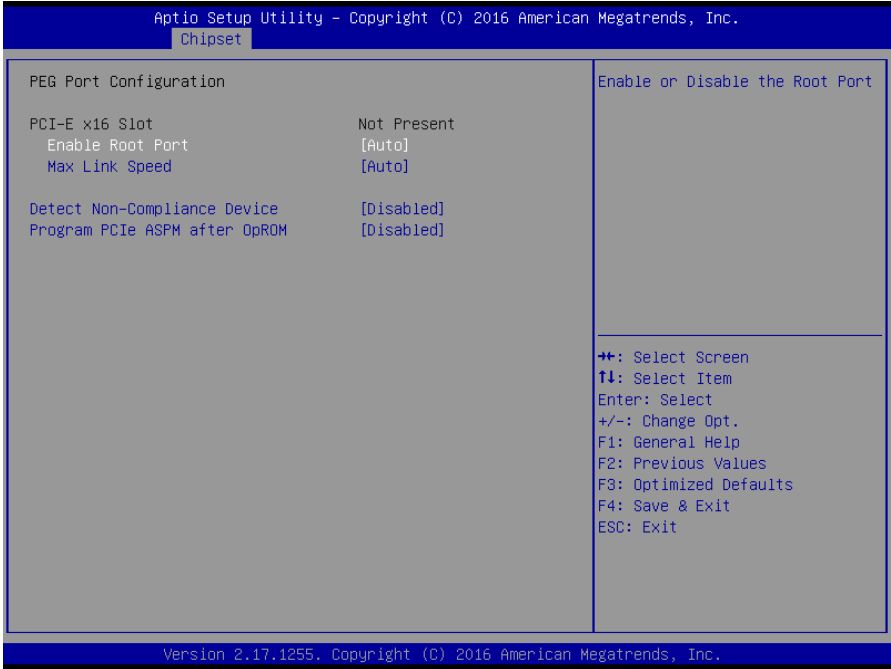 Aptio Setup Utility – Copyright (C) 2016 American Megatrends, Inc.
Chipset
PEG Port Configuration
PCI-E x16 Slot Not Present
Enable Root Port [Auto]
Max Link Speed [Auto]
Detect Non-Compliance Device [Disabled]
Program PCIe ASPM after OpROM [Disabled]
Enable or Disable the Root Port
→←: Select Screen
↑↓: Select Item
Enter: Select
+/-: Change Opt.
F1: General Help
F2: Previous Values
F3: Optimized Defaults
F4: Save & Exit
ESC: Exit
Version 2.17.1255. Copyright (C) 2016 American Megatrends, Inc.